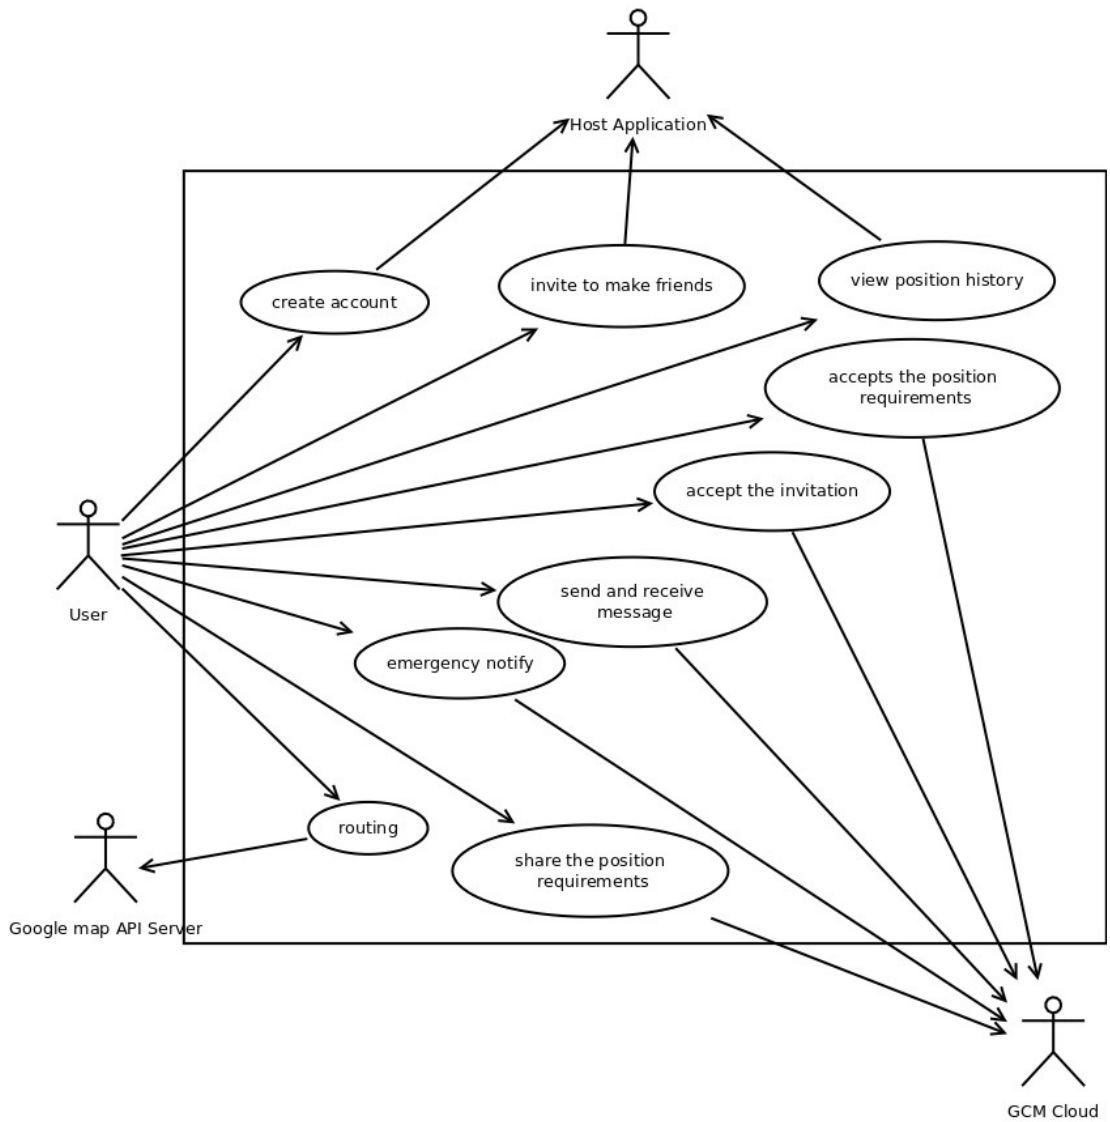 Host Application
create account
invite to make friends
view position history
accepts the position
requirements
accept the invitation
send and receive
message
User
emergency notify
routing
share the position
requirements
Google map API Server
GCM Cloud